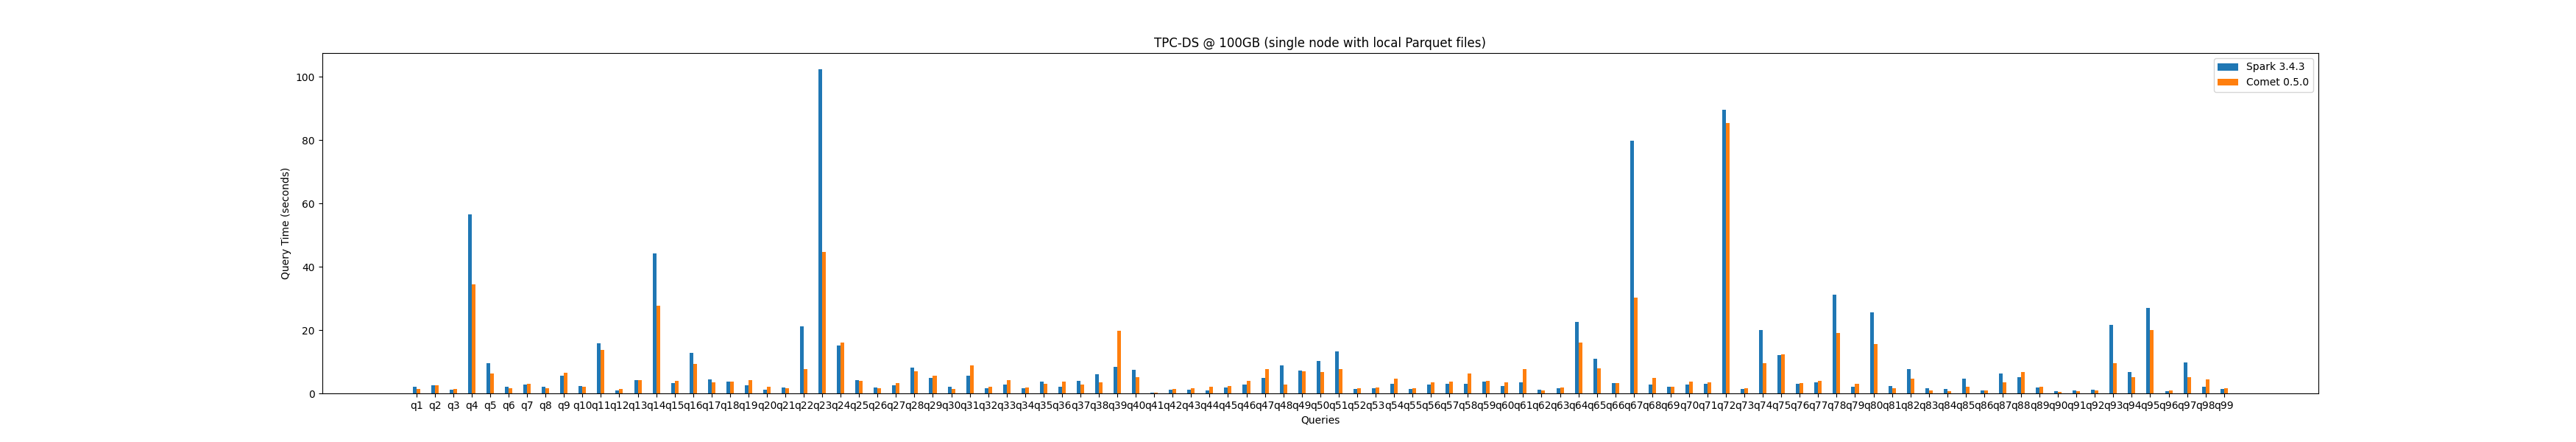 TPC-DS @ 100GB (single node with local Parquet files)
Spark 3.4.3
Comet 0.5.0
100
80
60
40
20
0
Query Time (seconds)
q1 q2 q3 q4 q5 q6 q7 q8 q9 q10 q11 q12 q13 q14 q15 q16 q17 q18 q19 q20 q21 q22 q23 q24 q25 q26 q27 q28 q29 q30 q31 q32 q33 q34 q35 q36 q37 q38 q39 q40 q41 q42 q43 q44 q45 q46 q47 q48 q49 q50 q51 q52 q53 q54 q55 q56 q57 q58 q59 q60 q61 q62 q63 q64 q65 q66 q67 q68 q69 q70 q71 q72 q73 q74 q75 q76 q77 q78 q79 q80 q81 q82 q83 q84 q85 q86 q87 q88 q89 q90 q91 q92 q93 q94 q95 q96 q97 q98 q99
Queries